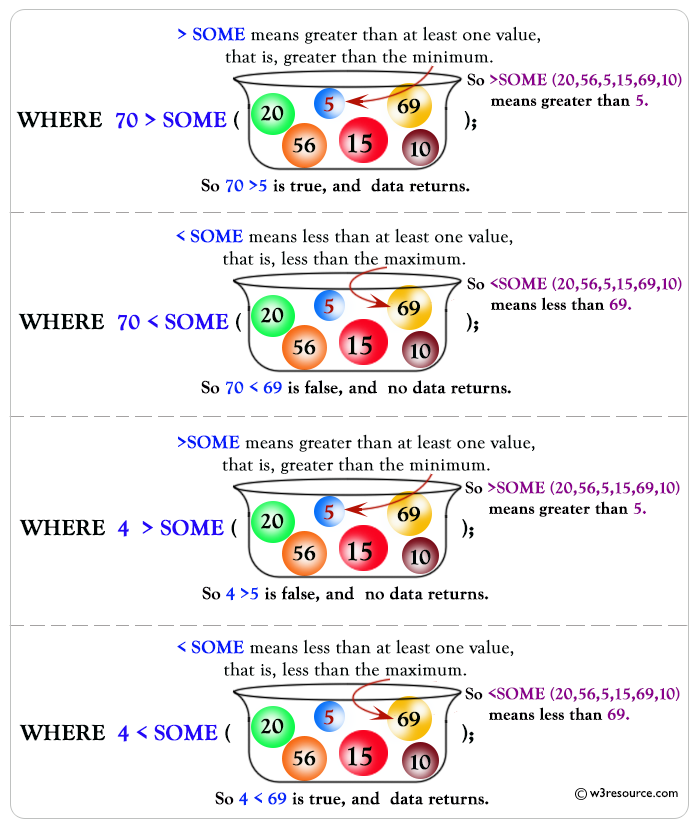 > SOME means greater than at least one value,
that is, greater than the minimum.
So >SOME (20,56,5,15,69,10)
means greater than 5.
WHERE 70 > SOME ( );
20 5 69
56 15 10
So 70 >5 is true, and data returns.
< SOME means less than at least one value,
that is, less than the maximum.
So <SOME (20,56,5,15,69,10)
means less than 69.
WHERE 70 < SOME ( );
20 5 69
56 15 10
So 70 < 69 is false, and no data returns.
>SOME means greater than at least one value,
that is, greater than the minimum.
So >SOME (20,56,5,15,69,10)
means greater than 5.
WHERE 4 > SOME ( );
20 5 69
56 15 10
So 4 >5 is false, and no data returns.
< SOME means less than at least one value,
that is, less than the maximum.
So <SOME (20,56,5,15,69,10)
means less than 69.
WHERE 4 < SOME ( );
20 5 69
56 15 10
So 4 < 69 is true, and data returns.
© w3resource.com